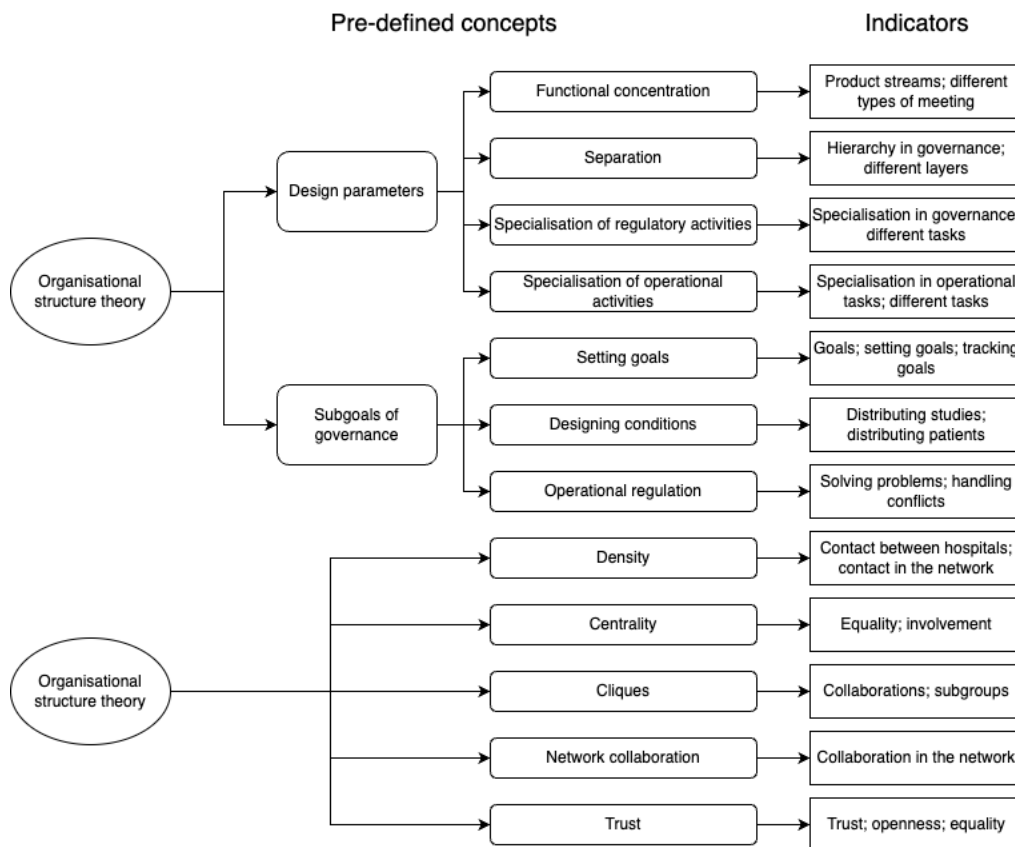 Pre-defined concepts
Indicators
Functional concentration
Product streams; different
types of meeting
Separation
Hierarchy in governance;
different layers
Design parameters
Specialisation of regulatory activities
Specialisation in governance
different tasks
Organisational
structure theory
Specialisation of operational
activities
Specialisation in operational
tasks; different tasks
Setting goals
Goals; setting goals; tracking
goals
Subgoals of
governance
Designing conditions
Distributing studies;
distributing patients
Operational regulation
Solving problems; handling
conflicts
Density
Contact between hospitals;
contact in the network
Centrality
Equality; involvement
Organisational
structure theory
Cliques
Collaborations; subgroups
Network collaboration
Collaboration in the network
Trust
Trust; openness; equality